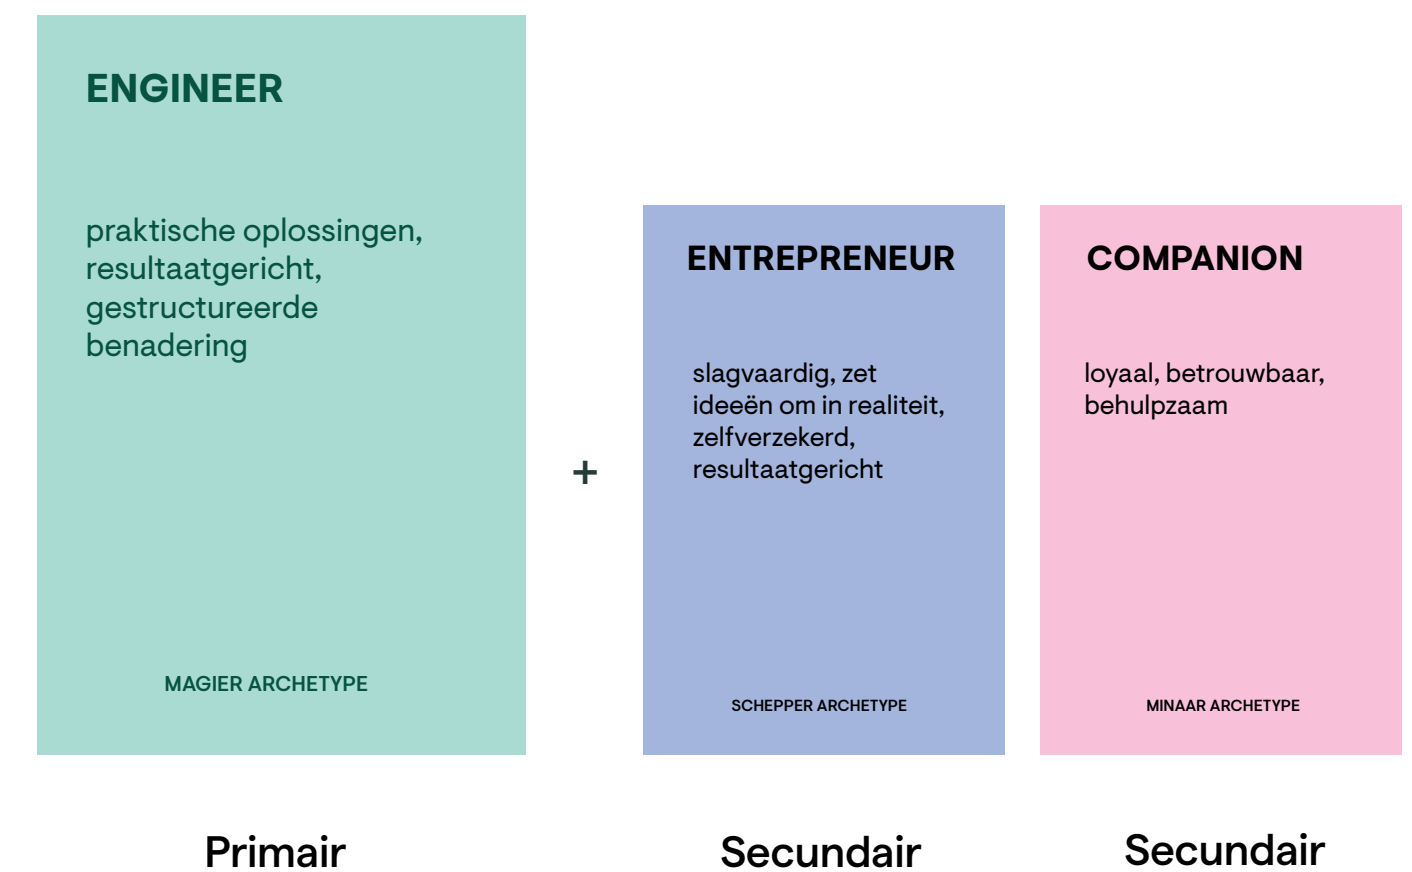 ENGINEER
praktische oplossingen,
resultaatgericht,
gestructureerde
benadering
MAGIER ARCHETYPE
Primair
+
ENTREPRENEUR
slagvaardig, zet
ideeën om in realiteit,
zelfverzekerd,
resultaatgericht
SCHEPPER ARCHETYPE
Secundair
COMPANION
loyaal, betrouwbaar,
behulpzaam
MINAAR ARCHETYPE
Secundair